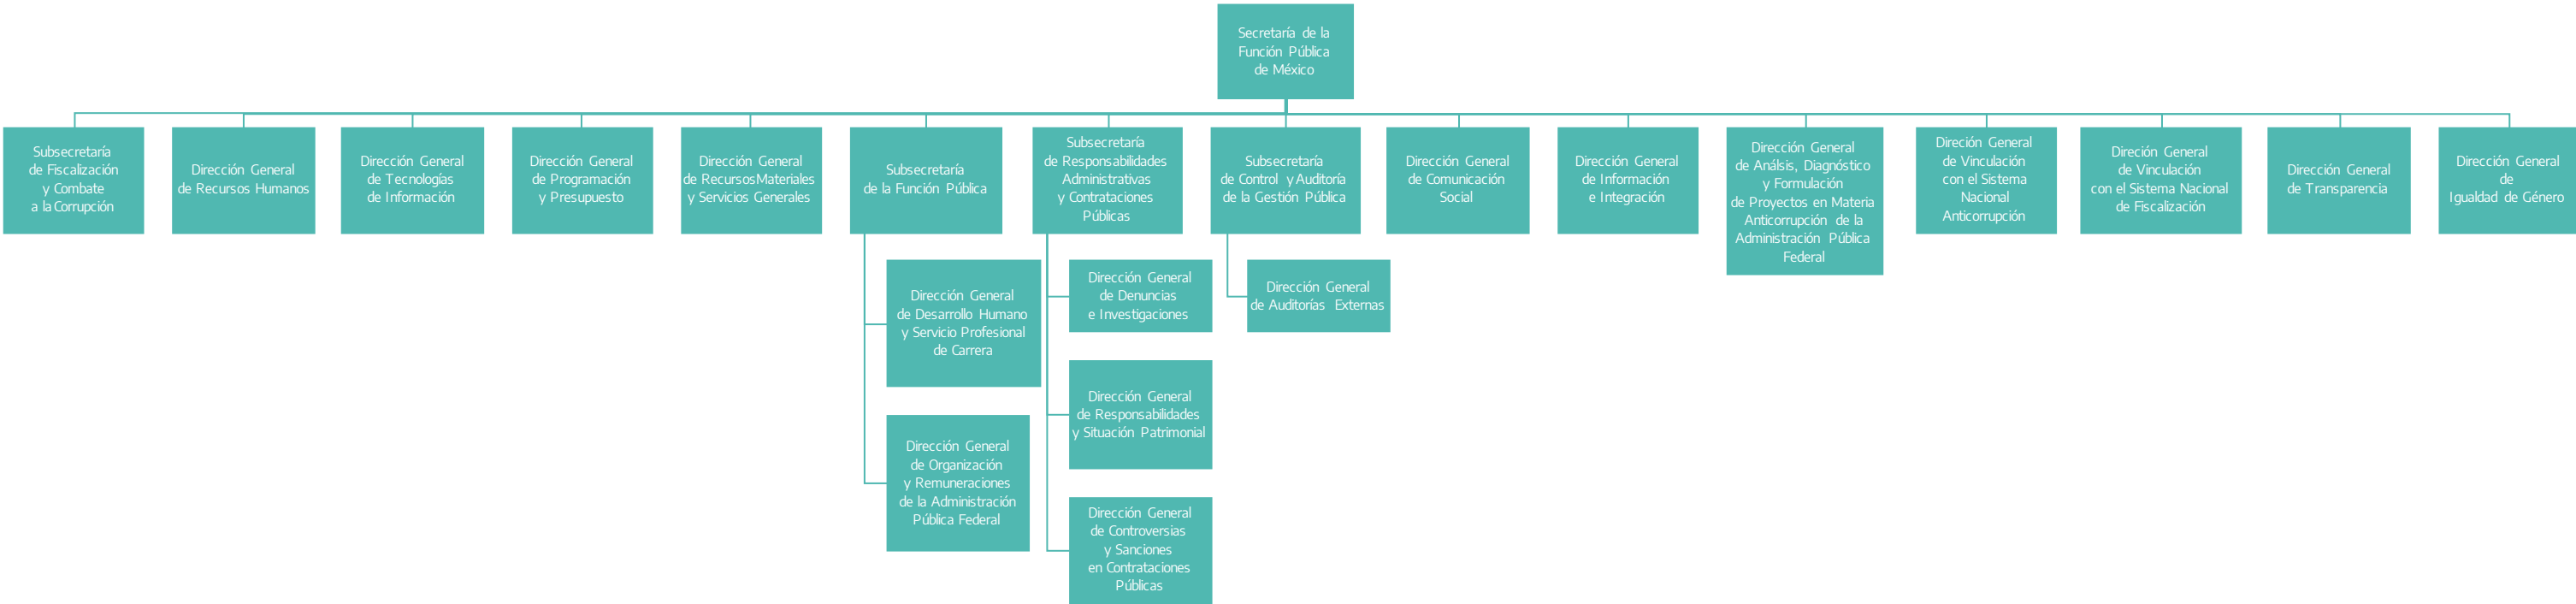 Secretaría de la
Función Pública
de México
Subsecretaría
de Fiscalización
y Combate
a la Corrupción
Dirección General
de Recursos Humanos
Dirección General
de Tecnologías
de Información
Dirección General
de Programación
y Presupuesto
Dirección General
de Recursos Materiales
y Servicios Generales
Subsecretaría
de la Función Pública
Subsecretaría
de Responsabilidades
Administrativas
y Contrataciones
Públicas
Subsecretaría
de Control y Auditoría
de la Gestión Pública
Dirección General
de Comunicación
Social
Dirección General
de Información
e Integración
Dirección General
de Análsis, Diagnóstico
y Formulación
de Proyectos en Materia
Anticorrupción de la
Administración Pública
Federal
Direción General
de Vinculación
con el Sistema
Nacional
Anticorrupción
Direción General
de Vinculación
con el Sistema Nacional
de Fiscalización
Dirección General
de Transparencia
Dirección General
de
Igualdad de Género
Dirección General
de Desarrollo Humano
y Servicio Profesional
de Carrera
Dirección General
de Organización
y Remuneraciones
de la Administración
Pública Federal
Dirección General
de Denuncias
e Investigaciones
Dirección General
de Responsabilidades
y Situación Patrimonial
Dirección General
de Controversias
y Sanciones
en Contrataciones
Públicas
Dirección General
de Auditorías Externas